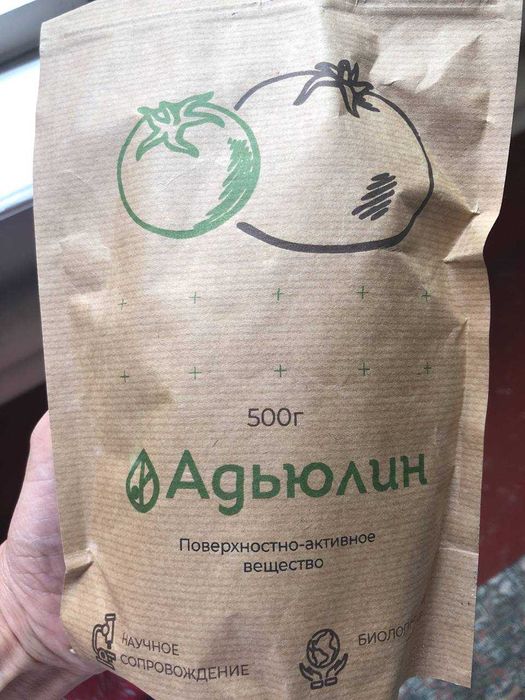 500г
Адьюлин
Поверхностно-активное
вещество
НАУЧНОЕ
СОПРОВОЖДЕНИЕ